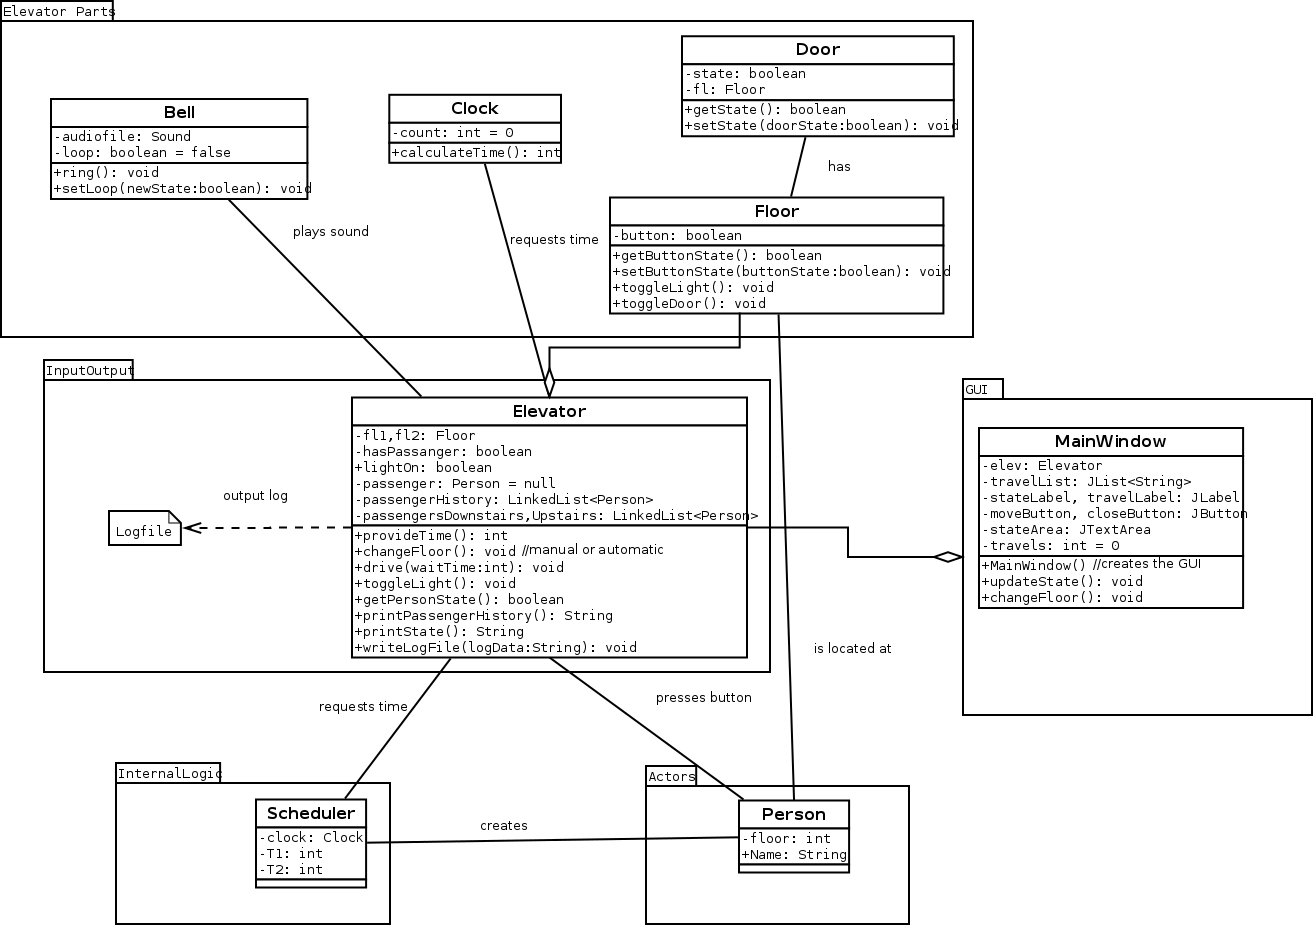 Elevator Parts
Door
-state: boolean
-fl: Floor
+getState(): boolean
+setState(doorState:boolean): void
Bell
-audiofile: Sound
-loop: boolean = false
+ring(): void
+setLoop(newState:boolean): void
Clock
-count: int = 0
+calculateTime(): int
has
Floor
-button: boolean
+getButtonState(): boolean
+setButtonState(buttonState:boolean): void
+toggleLight(): void
+toggleDoor(): void
plays sound
requests time
InputOutput
Elevator
-fl1,fl2: Floor
-hasPassanger: boolean
+lightOn: boolean
-passenger: Person = null
-passengerHistory: LinkedList<Person>
-passengersDownstairs,Upstairs: LinkedList<Person>
+provideTime(): int
+changeFloor(): void //manual or automatic
+drive(waitTime:int): void
+toggleLight(): void
+getPersonState(): boolean
+printPassengerHistory(): String
+printState(): String
+writeLogFile(logData:String): void
output log
Logfile
GUI
MainWindow
-elev: Elevator
-travelList: JList<String>
-stateLabel, travelLabel: JLabel
-moveButton, closeButton: JButton
-stateArea: JTextArea
-travels: int = 0
+MainWindow() //creates the GUI
+updateState(): void
+changeFloor(): void
is located at
presses button
requests time
InternalLogic
Scheduler
-clock: Clock
-T1: int
-T2: int
creates
Actors
Person
-floor: int
+Name: String